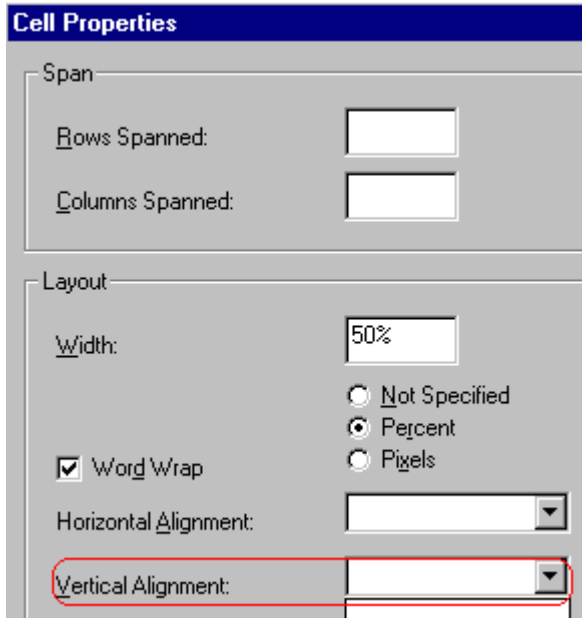 Cell Properties
Span
Rows Spanned:
Columns Spanned:
Layout
Width:
50%
Not Specified
Percent
Pixels
Word Wrap
Horizontal Alignment:
Vertical Alignment: